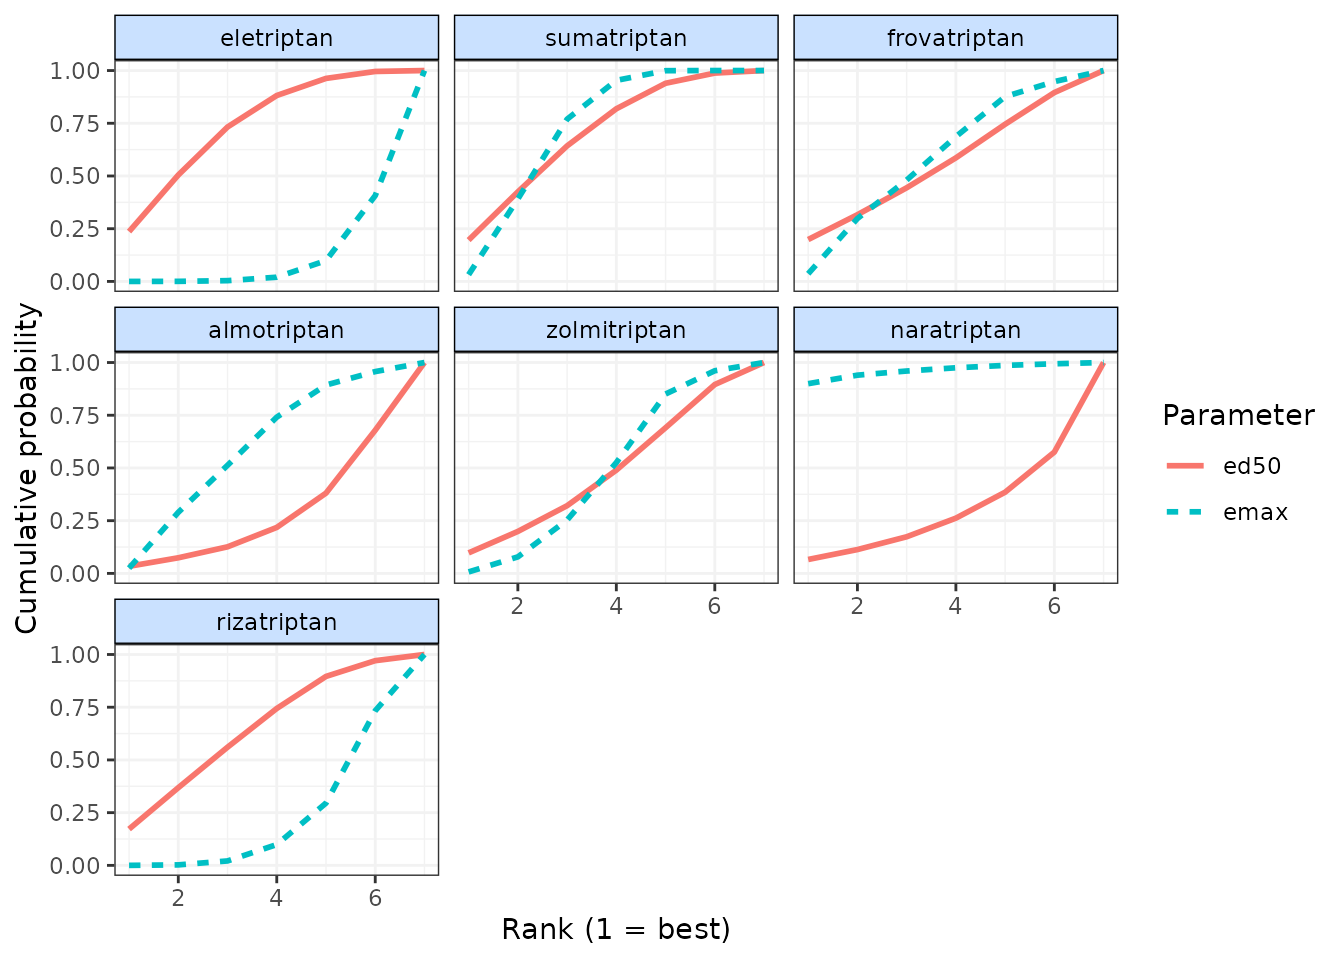 eletriptan sumatriptan frovatriptan
1.00
0.75
0.50
0.25
0.00
almotriptan zolmitriptan naratriptan
1.00
0.75
0.50
0.25
0.00
2 4 6 2 4 6
rizatriptan
1.00
0.75
0.50
0.25
0.00
2 4 6
Cumulative probability
Rank (1 = best)
Parameter
ed50
emax